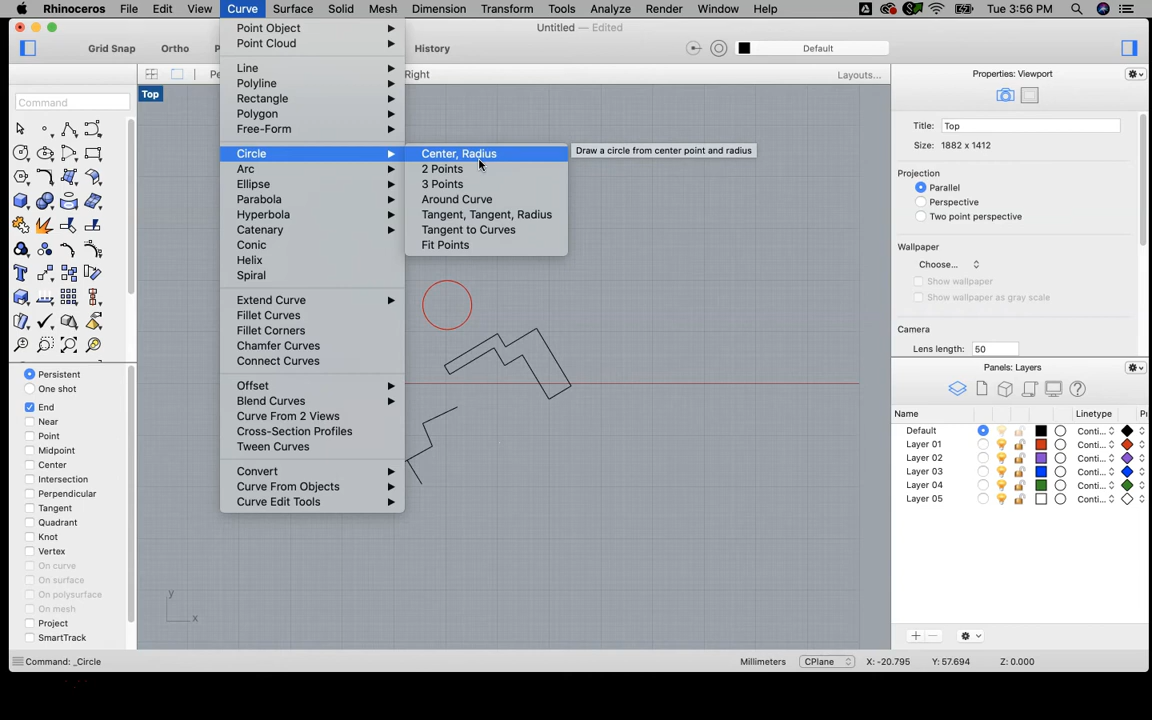 Rhinoceros File Edit View Curve Surface Solid Mesh Dimension Transform Tools Analyze Render Window Help Tue 3:56 PM
Untitled — Edited
Grid Snap Ortho P History Default
Pe Right Layouts...
Top
Command
Point Object
Point Cloud
Line
Polyline
Rectangle
Polygon
Free-Form
Circle
Arc
Ellipse
Parabola
Hyperbola
Catenary
Conic
Helix
Spiral
Extend Curve
Fillet Curves
Fillet Corners
Chamfer Curves
Connect Curves
Offset
Blend Curves
Curve From 2 Views
Cross-Section Profiles
Tween Curves
Convert
Curve From Objects
Curve Edit Tools
Center, Radius
2 Points
3 Points
Around Curve
Tangent, Tangent, Radius
Tangent to Curves
Fit Points
Draw a circle from center point and radius
Persistent
One shot
End
Near
Point
Midpoint
Center
Intersection
Perpendicular
Tangent
Quadrant
Knot
Vertex
On curve
On surface
On polysurface
On mesh
Project
SmartTrack
y
x
Properties: Viewport
Title: Top
Size: 1882 x 1412
Projection
Parallel
Perspective
Two point perspective
Wallpaper
Choose...
Show wallpaper
Show wallpaper as gray scale
Camera
Lens length: 50
Panels: Layers
Name Linetype Pr
Default Conti...
Layer 01 Conti...
Layer 02 Conti...
Layer 03 Conti...
Layer 04 Conti...
Layer 05 Conti...
Command: _Circle Millimeters CPlane X: -20.795 Y: 57.694 Z: 0.000